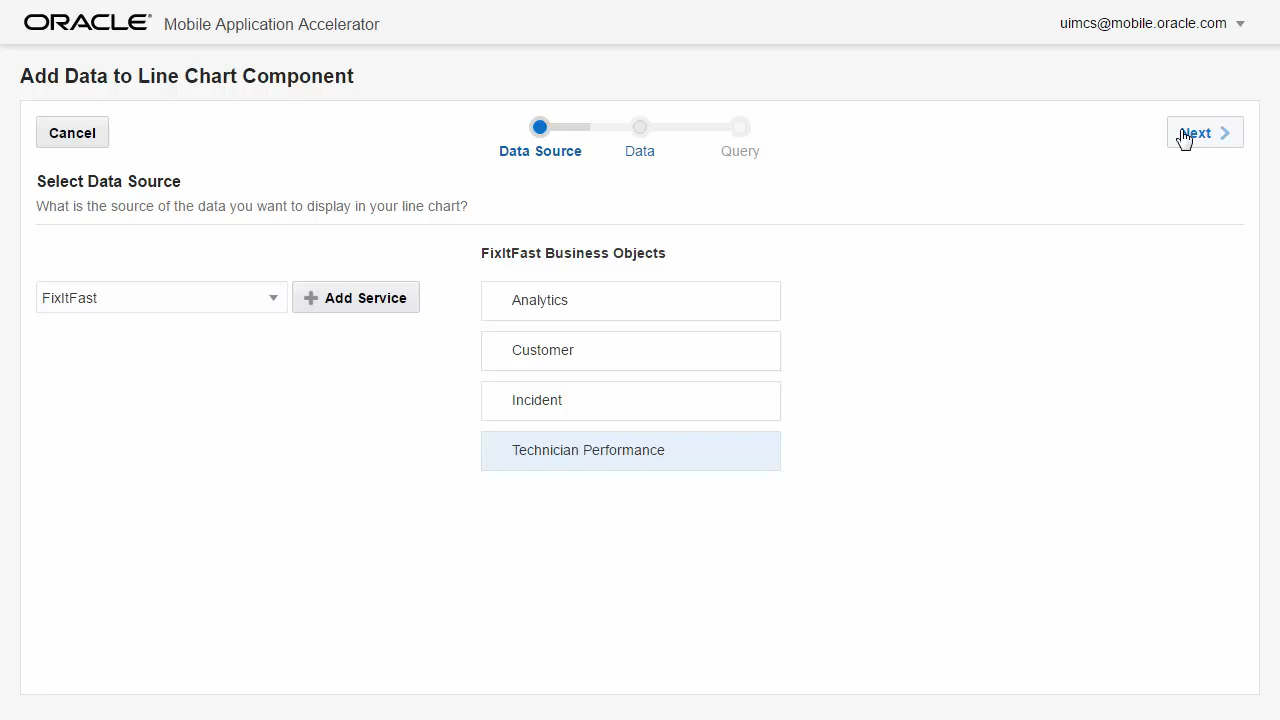 ORACLE Mobile Application Accelerator
uimcs@mobile.oracle.com
Add Data to Line Chart Component
Cancel
Data Source
Data
Query
Next
Select Data Source
What is the source of the data you want to display in your line chart?
FixItFast Business Objects
FixItFast
Add Service
Analytics
Customer
Incident
Technician Performance